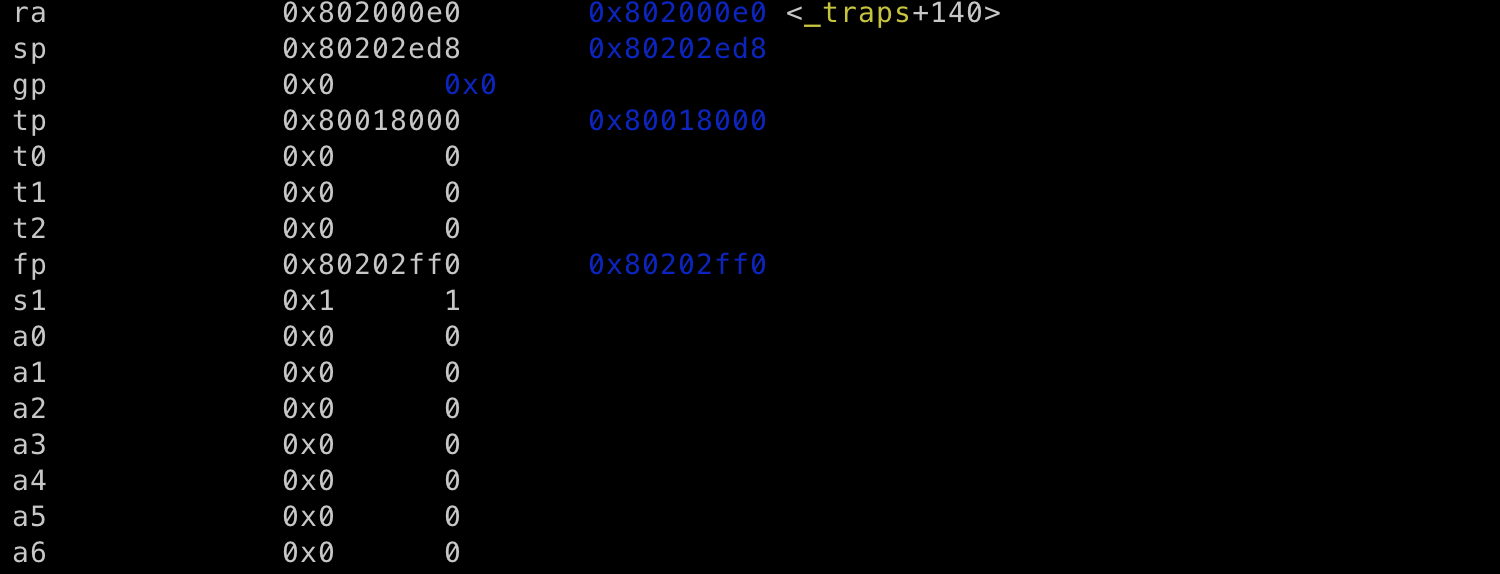 ra 0x802000e0 0x802000e0 <_traps+140>
sp 0x80202ed8 0x80202ed8
gp 0x0 0x0
tp 0x80018000 0x80018000
t0 0x0 0
t1 0x0 0
t2 0x0 0
fp 0x80202ff0 0x80202ff0
s1 0x1 1
a0 0x0 0
a1 0x0 0
a2 0x0 0
a3 0x0 0
a4 0x0 0
a5 0x0 0
a6 0x0 0